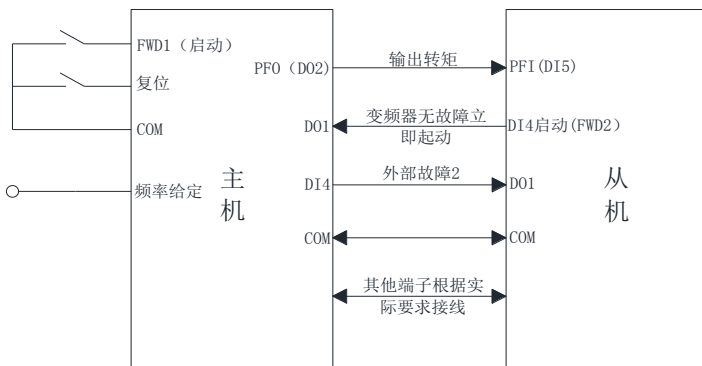 FWD1（启动）
复位
COM
频率给定
主机
PFO（DO2）
DO1
DI4
COM
输出转矩
变频器无故障立
即起动
外部故障2
其他端子根据实
际要求接线
PFI(DI5)
DI4启动(FWD2)
DO1
COM
从机